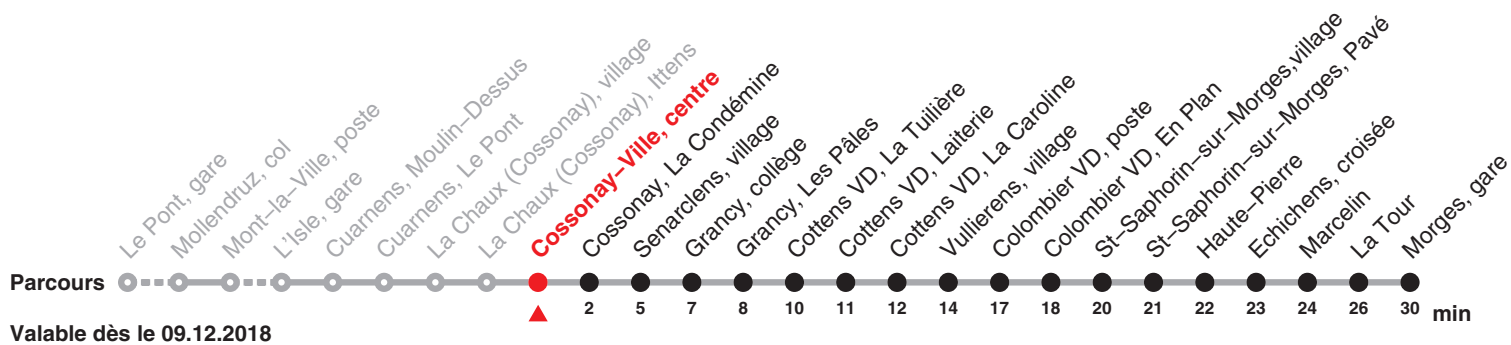 Le Pont, gare
Mollendruz, col
Mont–la–Ville, poste
L'Isle, gare
Cuarnens, Moulin–Dessus
Cuarnens, Le Pont
La Chaux (Cossonay), village
La Chaux (Cossonay), Ittens
Cossonay–Ville, centre
Cossonay, La Condémine
Senarclens, village
Grancy, collège
Grancy, Les Pâles
Cottens VD, La Tuilière
Cottens VD, Laiterie
Cottens VD, La Caroline
Vullierens, village
Colombier VD, poste
Colombier VD, En Plan
St–Saphorin–sur–Morges,village
St–Saphorin–sur–Morges, Pavé
Haute–Pierre
Echichens, croisée
Marcelin
La Tour
Morges, gare
Parcours
2 5 7 8 10 11 12 14 17 18 20 21 22 23 24 26 30 min
Valable dès le 09.12.2018